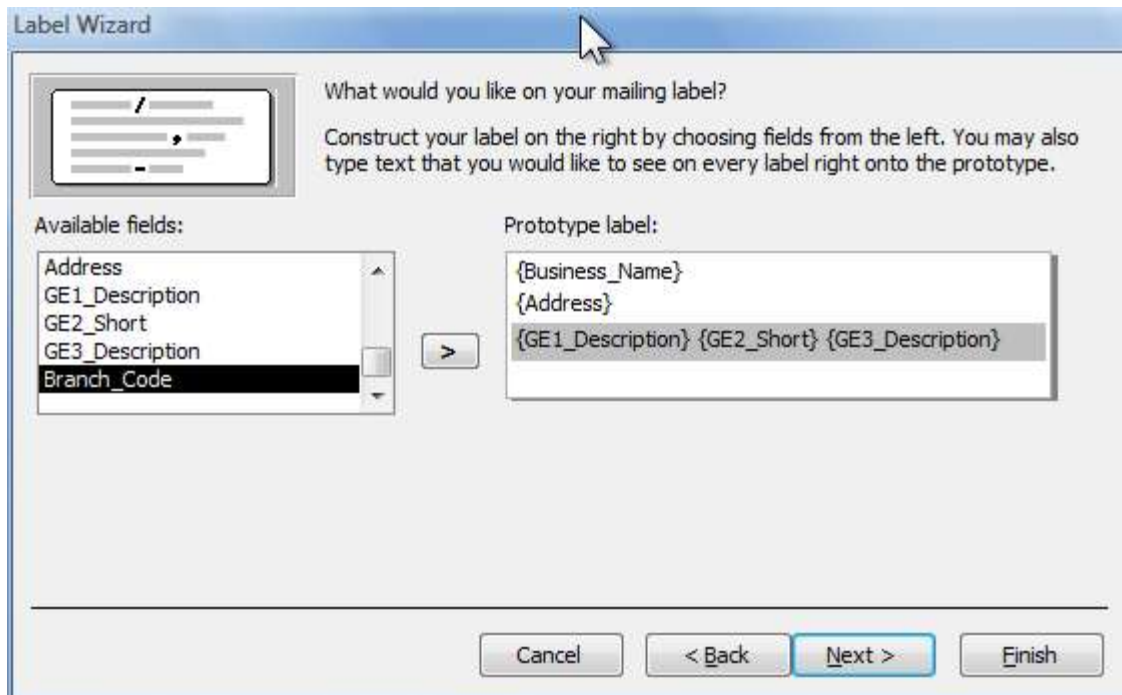 Label Wizard
What would you like on your mailing label?
Construct your label on the right by choosing fields from the left. You may also
type text that you would like to see on every label right onto the prototype.
Available fields:
Address
GE1_Description
GE2_Short
GE3_Description
Branch_Code
>
Prototype label:
{Business_Name}
{Address}
{GE1_Description} {GE2_Short} {GE3_Description}
Cancel
< Back
Next >
Finish